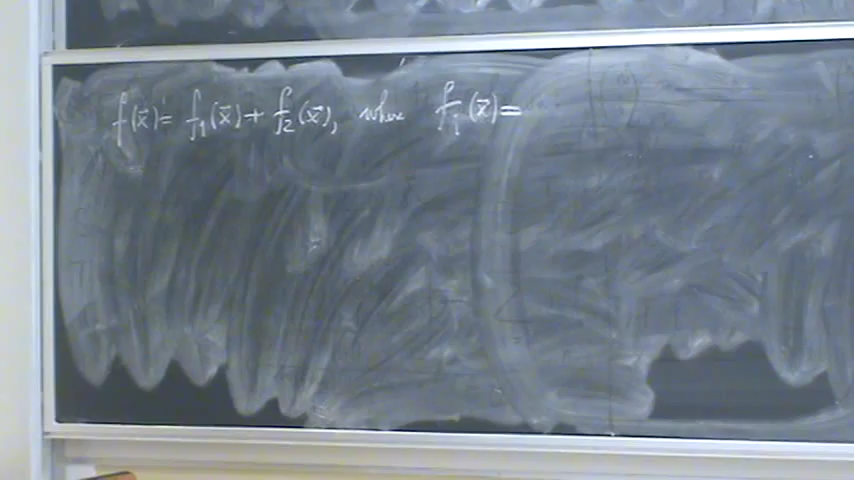 f(x⃗) = f₁(x⃗) + f₂(x⃗), where f₁(x⃗) =